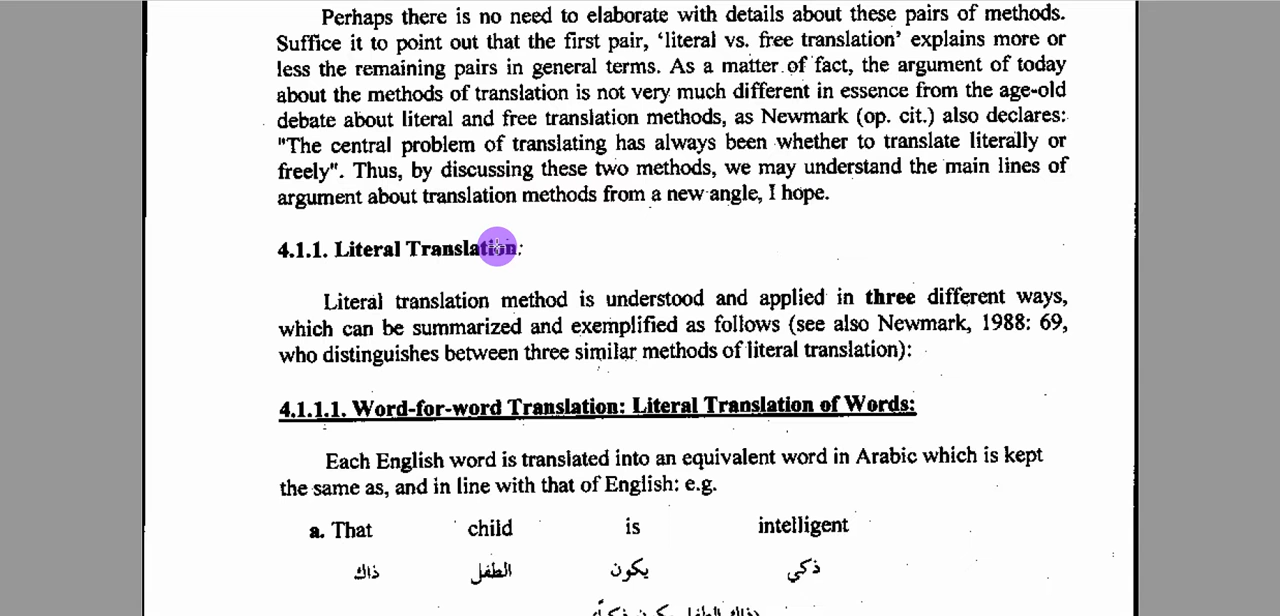 Perhaps there is no need to elaborate with details about these pairs of methods.
Suffice it to point out that the first pair, ‘literal vs. free translation’ explains more or
less the remaining pairs in general terms. As a matter of fact, the argument of today
about the methods of translation is not very much different in essence from the age-old
debate about literal and free translation methods, as Newmark (op. cit.) also declares:
"The central problem of translating has always been whether to translate literally or
freely". Thus, by discussing these two methods, we may understand the main lines of
argument about translation methods from a new angle, I hope.
4.1.1. Literal Translation:
Literal translation method is understood and applied in three different ways,
which can be summarized and exemplified as follows (see also Newmark, 1988: 69,
who distinguishes between three similar methods of literal translation):
4.1.1.1. Word-for-word Translation: Literal Translation of Words:
Each English word is translated into an equivalent word in Arabic which is kept
the same as, and in line with that of English: e.g.
a. That child is intelligent
ذاك الطفل يكون ذكي